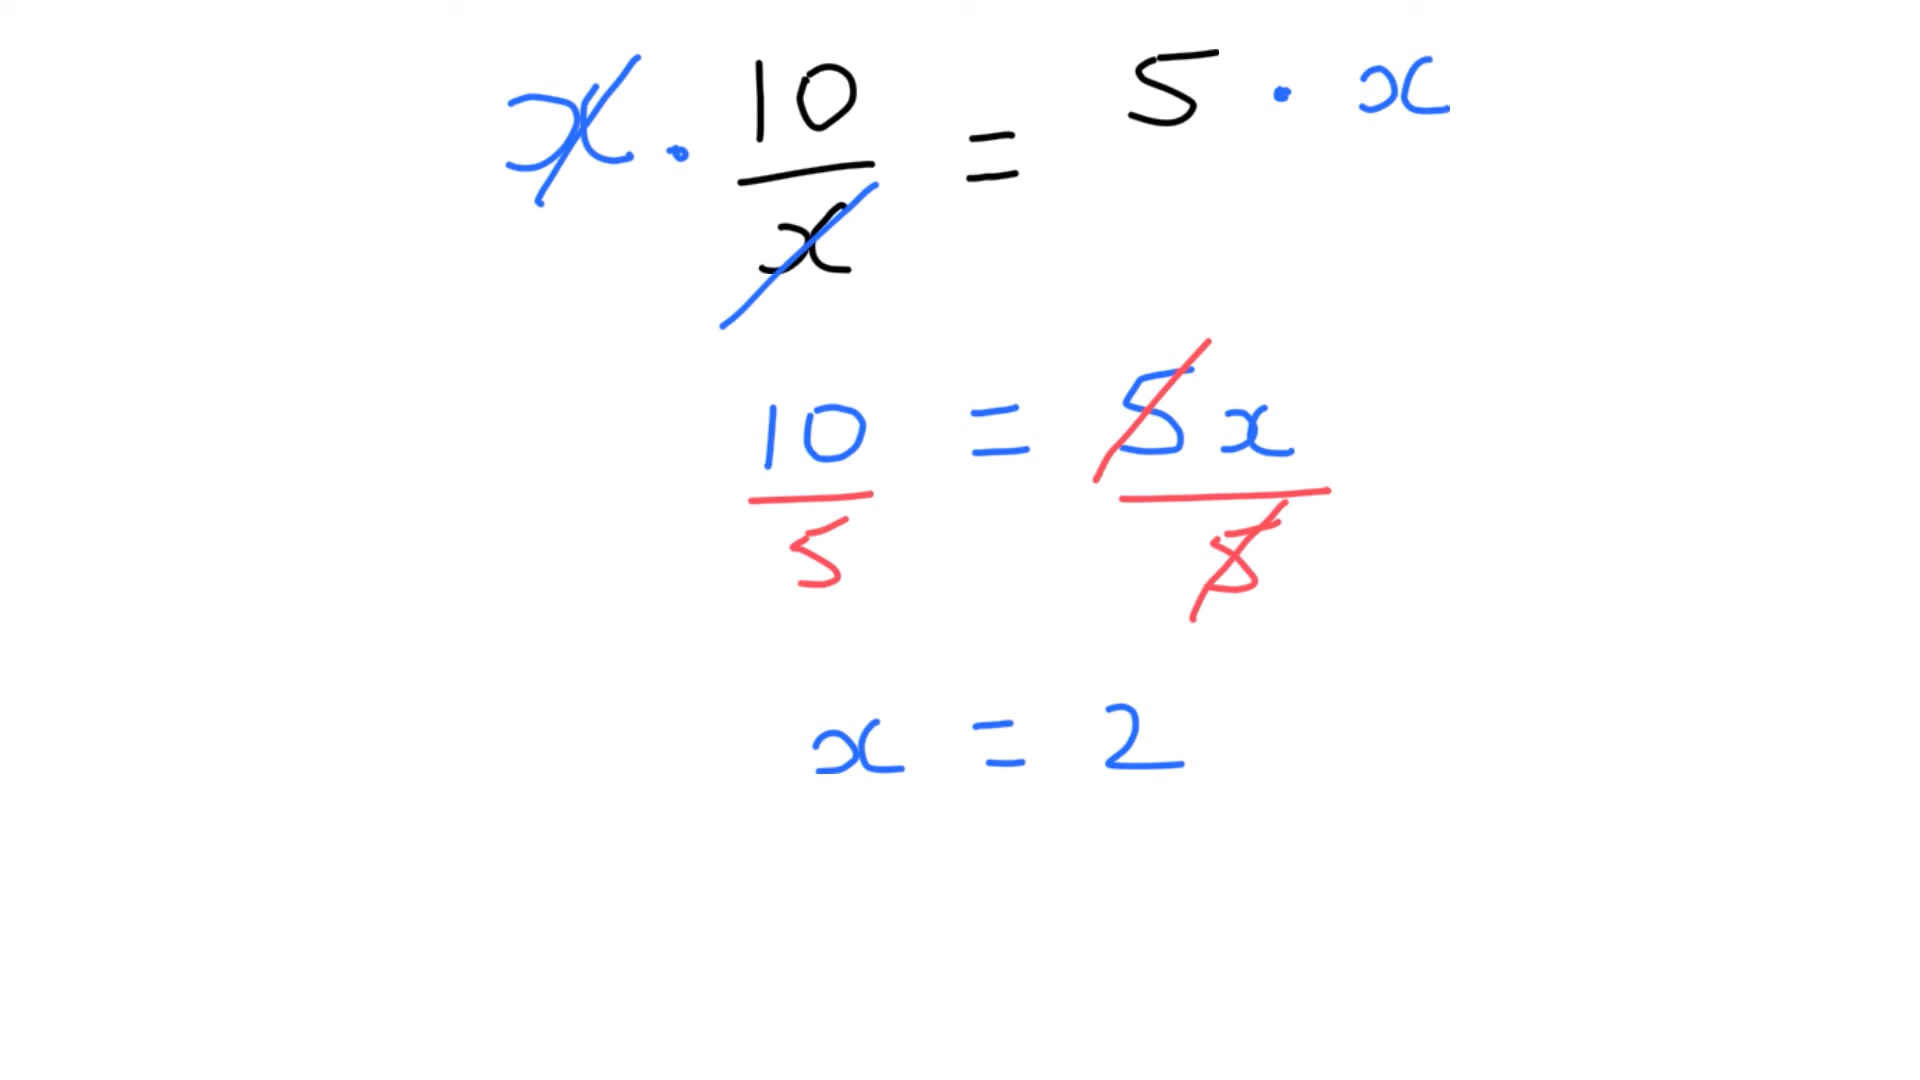 x · 10/x = 5 · x
10/5 = 5x/5
x = 2